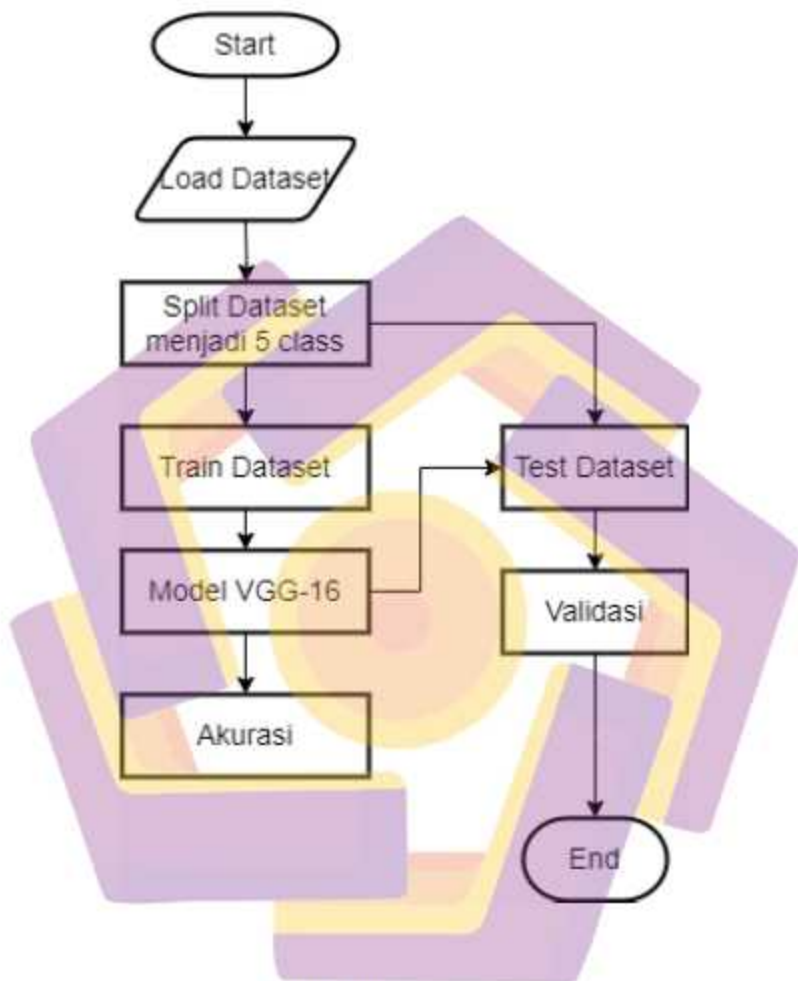 Start
Load Dataset
Split Dataset
menjadi 5 class
Train Dataset
Test Dataset
Model VGG-16
Validasi
Akurasi
End